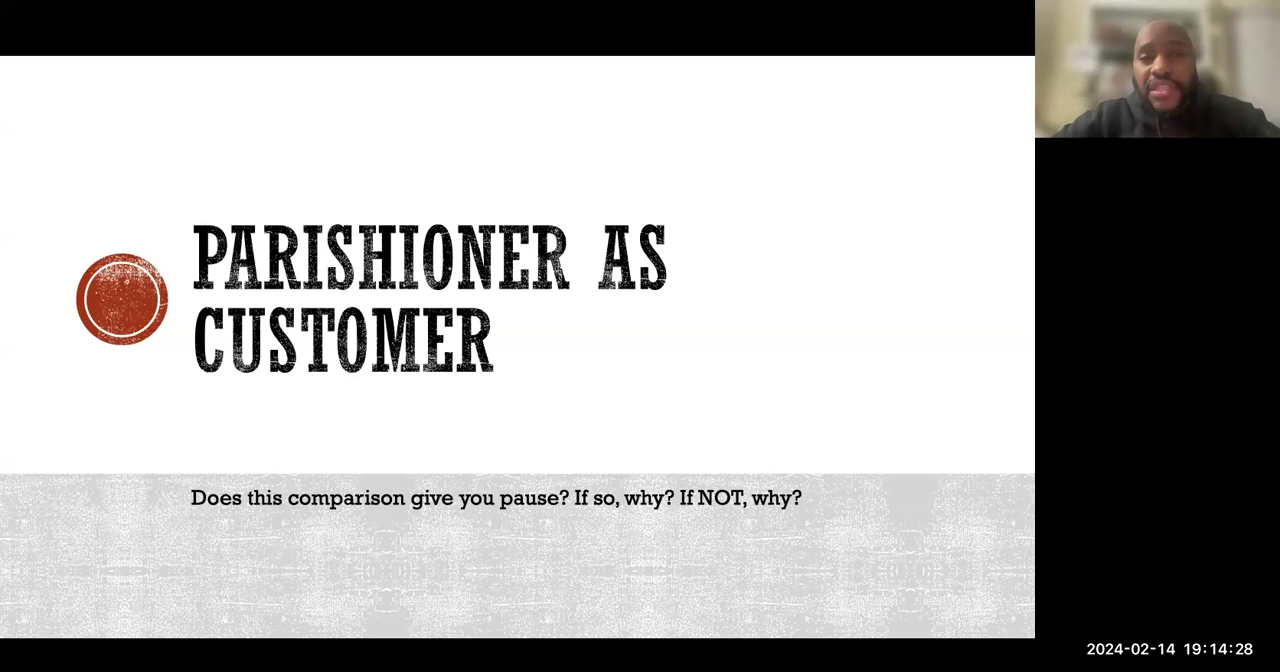 PARISHIONER AS
CUSTOMER
Does this comparison give you pause? If so, why? If NOT, why?
2024-02-14 19:14:28